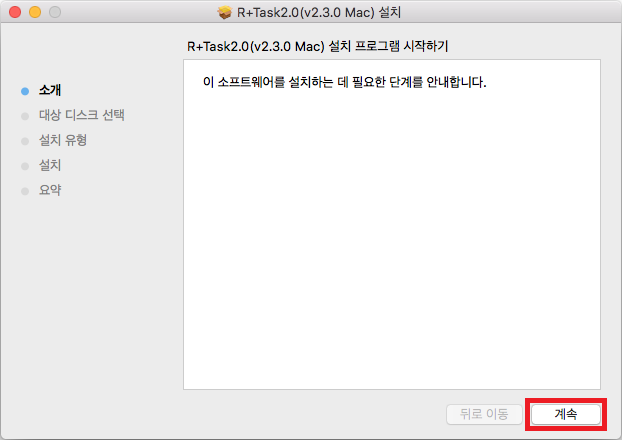 R+Task2.0(v2.3.0 Mac) 설치
R+Task2.0(v2.3.0 Mac) 설치 프로그램 시작하기
소개
대상 디스크 선택
설치 유형
설치
요약
이 소프트웨어를 설치하는 데 필요한 단계를 안내합니다.
뒤로 이동
계속